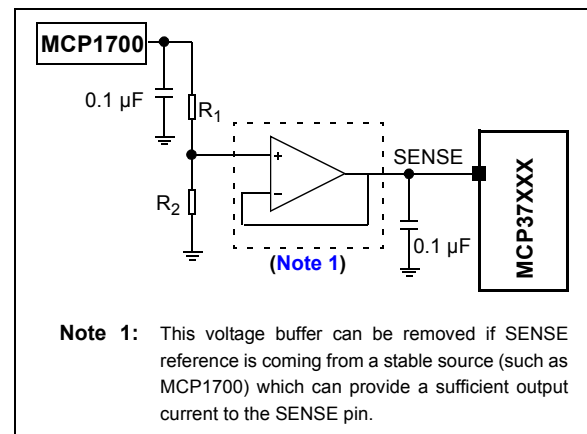 MCP1700
0.1 µF
R1
R2
+
–
SENSE
(Note 1)
0.1 µF
MCP37XXX
Note 1: This voltage buffer can be removed if SENSE
reference is coming from a stable source (such as
MCP1700) which can provide a sufficient output
current to the SENSE pin.